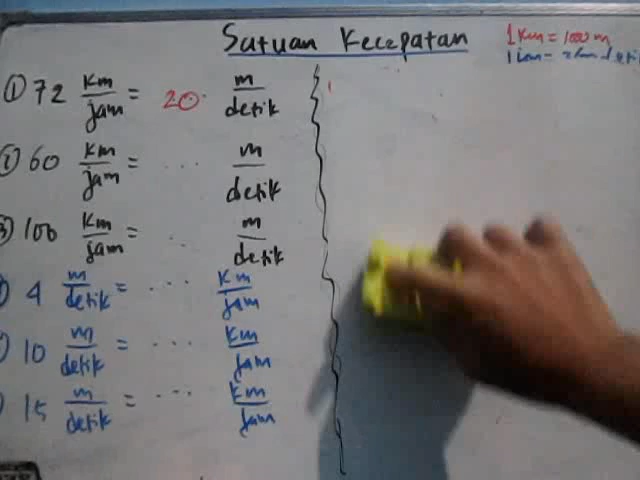 Satuan Kecepatan
1 Km = 1000 m
① 72 Km/jam = 20 m/detik
60 Km/jam = ... m/detik
③ 100 Km/jam = .. m/detik
4 m/detik = ... Km/jam
10 m/detik = ... Km/jam
15 m/detik = ... Km/jam